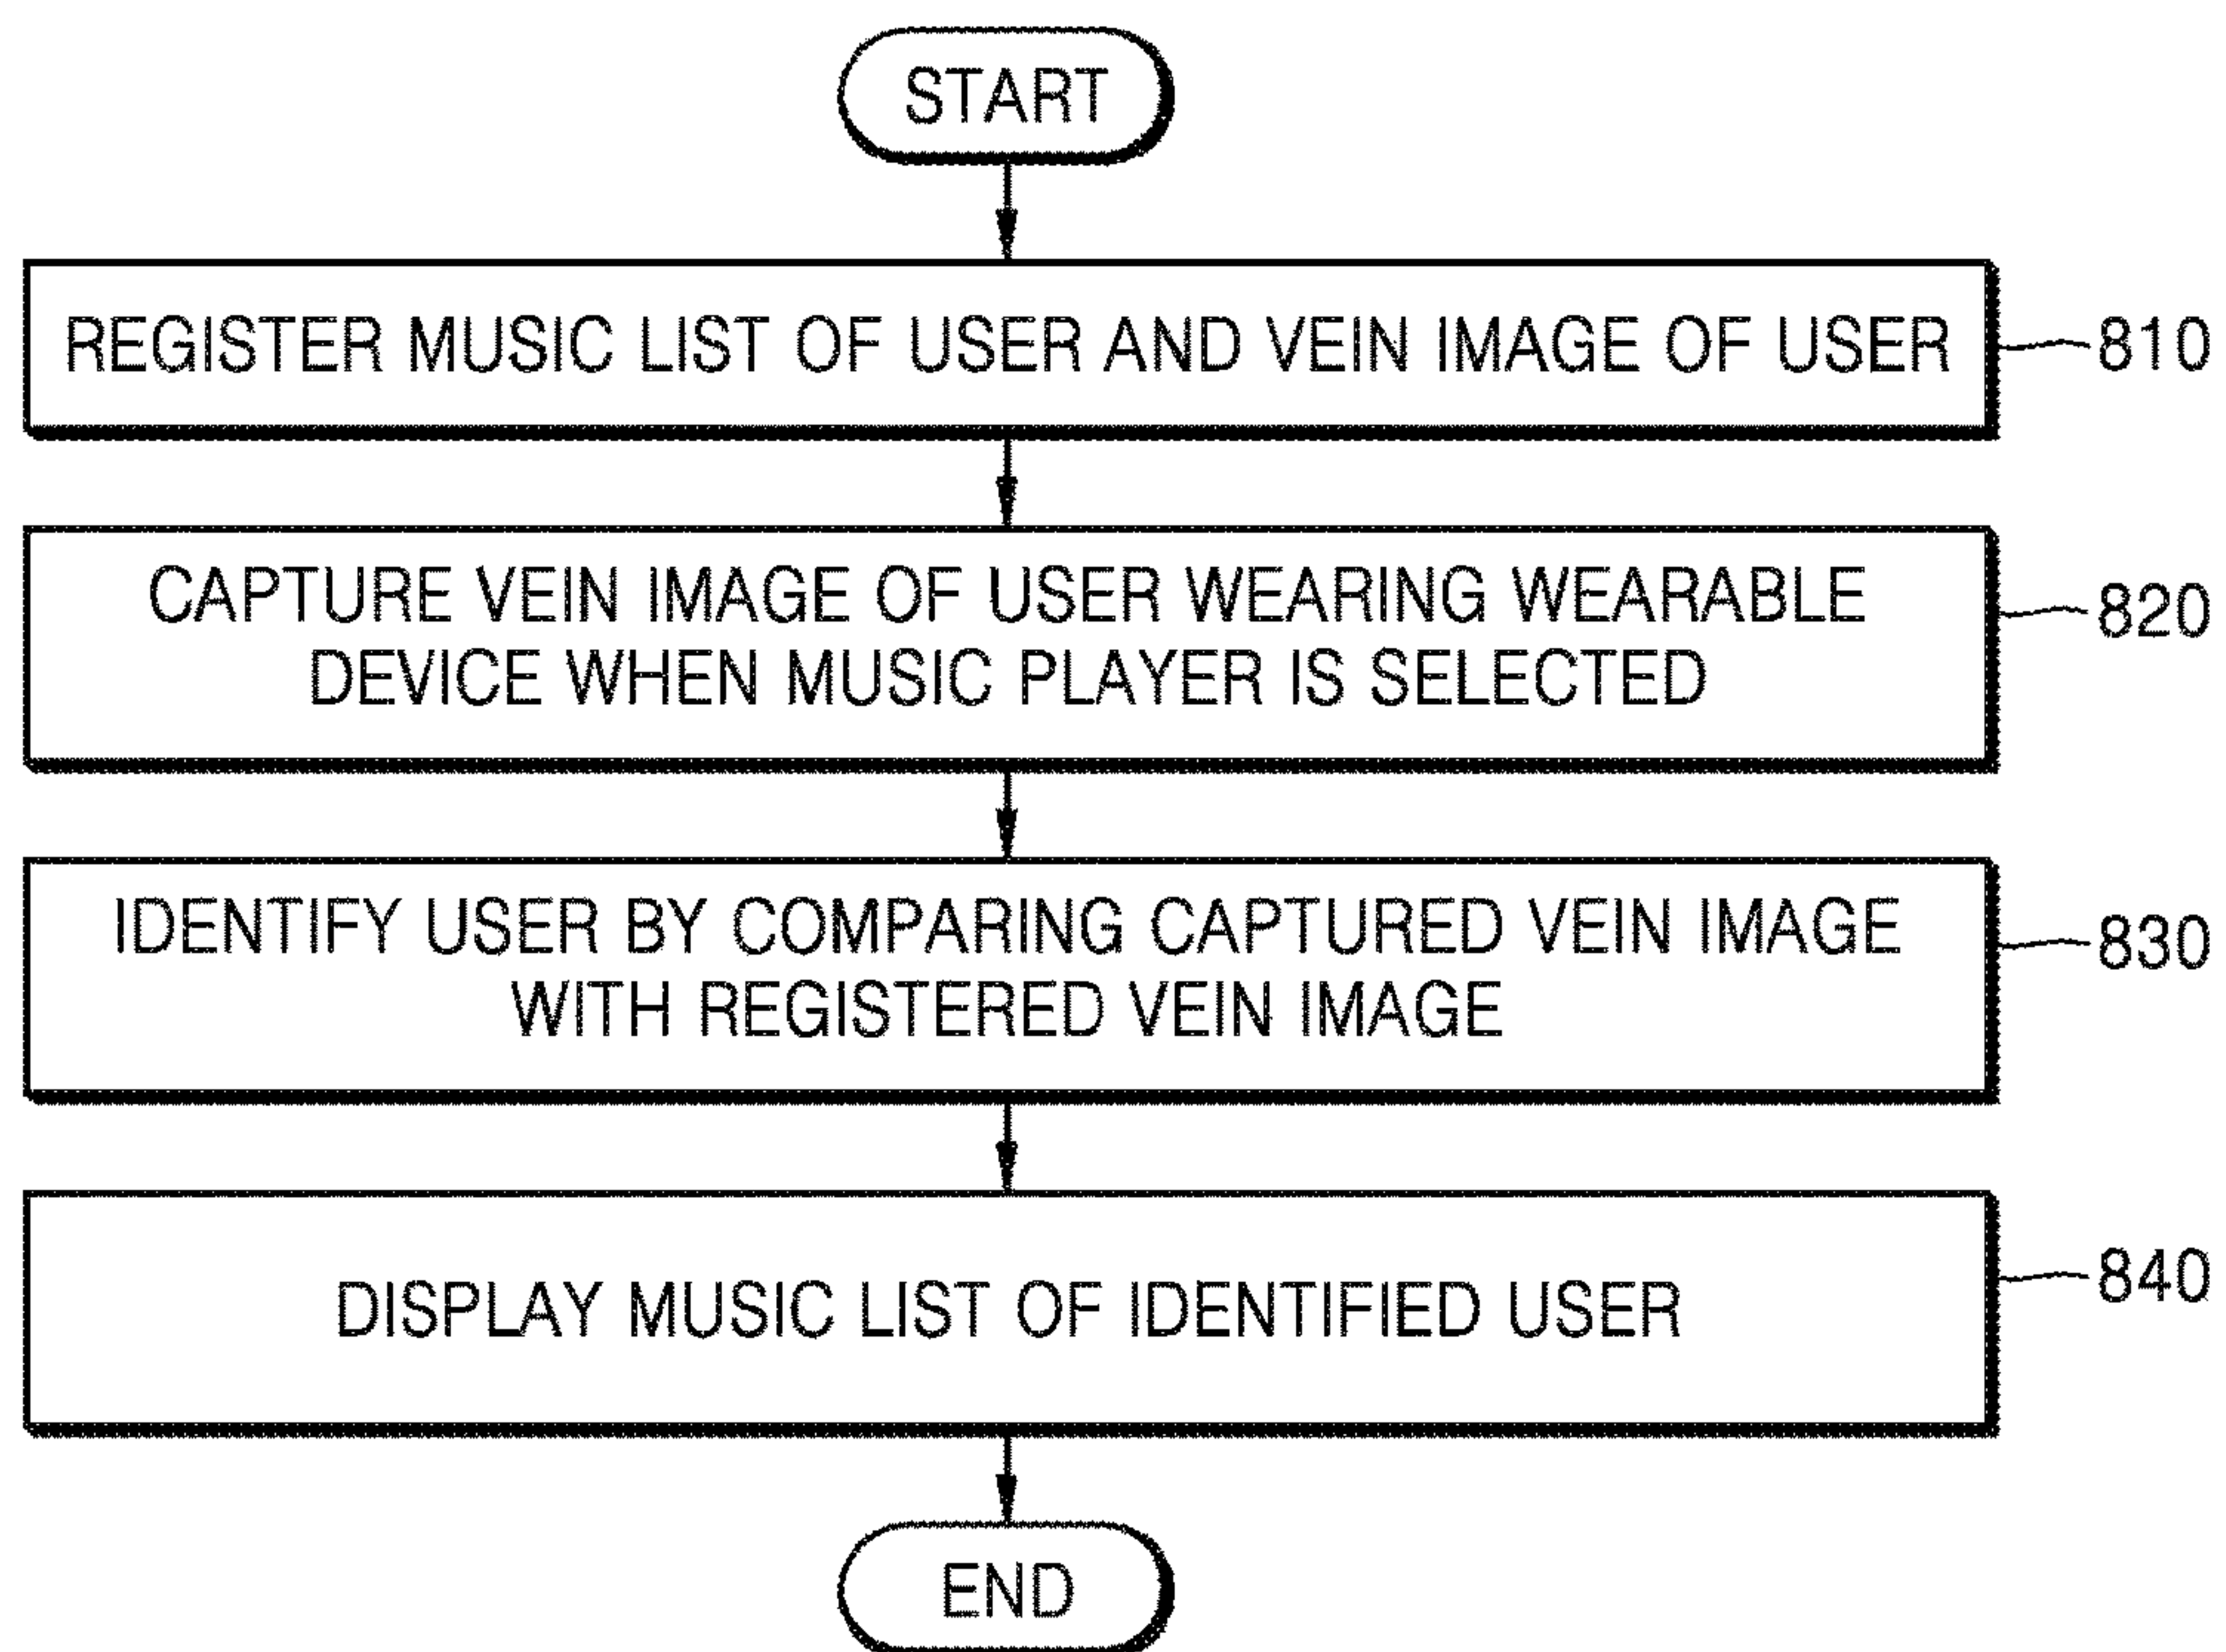 START
REGISTER MUSIC LIST OF USER AND VEIN IMAGE OF USER
810
CAPTURE VEIN IMAGE OF USER WEARING WEARABLE
DEVICE WHEN MUSIC PLAYER IS SELECTED
820
IDENTIFY USER BY COMPARING CAPTURED VEIN IMAGE
WITH REGISTERED VEIN IMAGE
830
DISPLAY MUSIC LIST OF IDENTIFIED USER
840
END